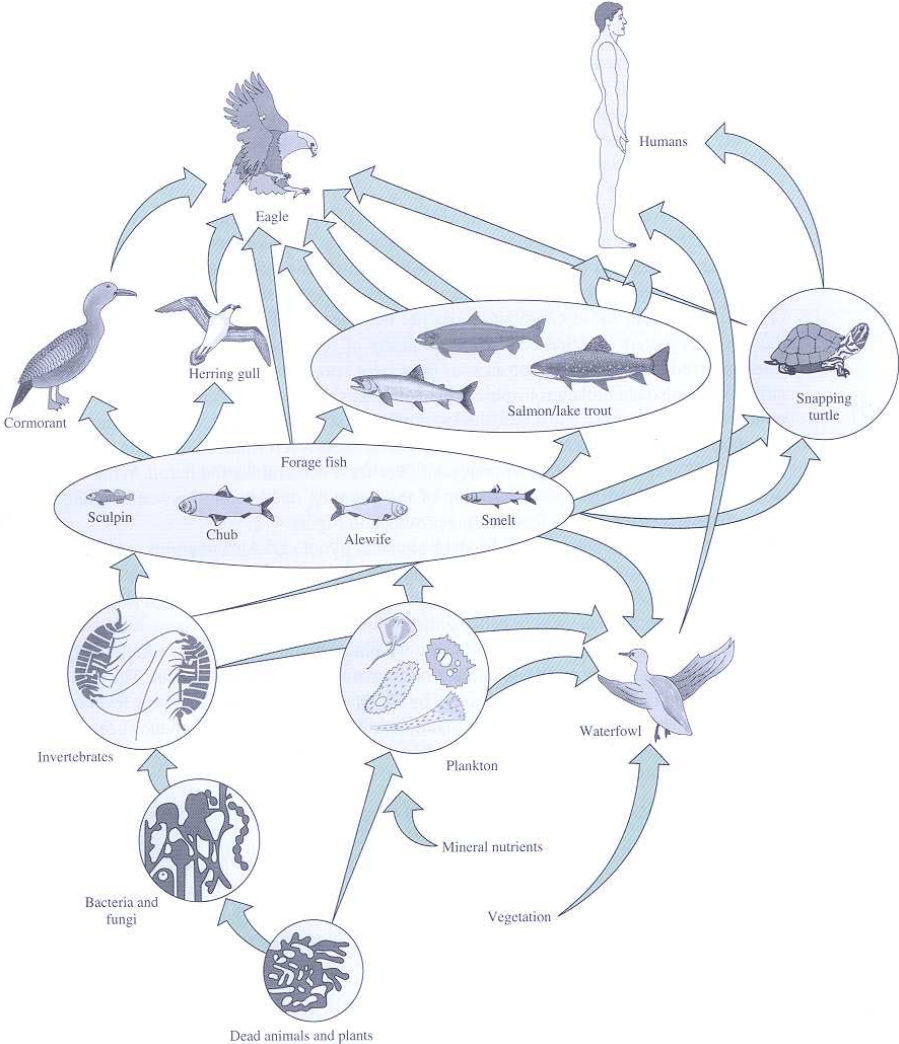 Humans
Eagle
Herring gull
Cormorant
Salmon/lake trout
Snapping
turtle
Forage fish
Sculpin
Chub
Alewife
Smelt
Invertebrates
Plankton
Waterfowl
Mineral nutrients
Bacteria and
fungi
Vegetation
Dead animals and plants